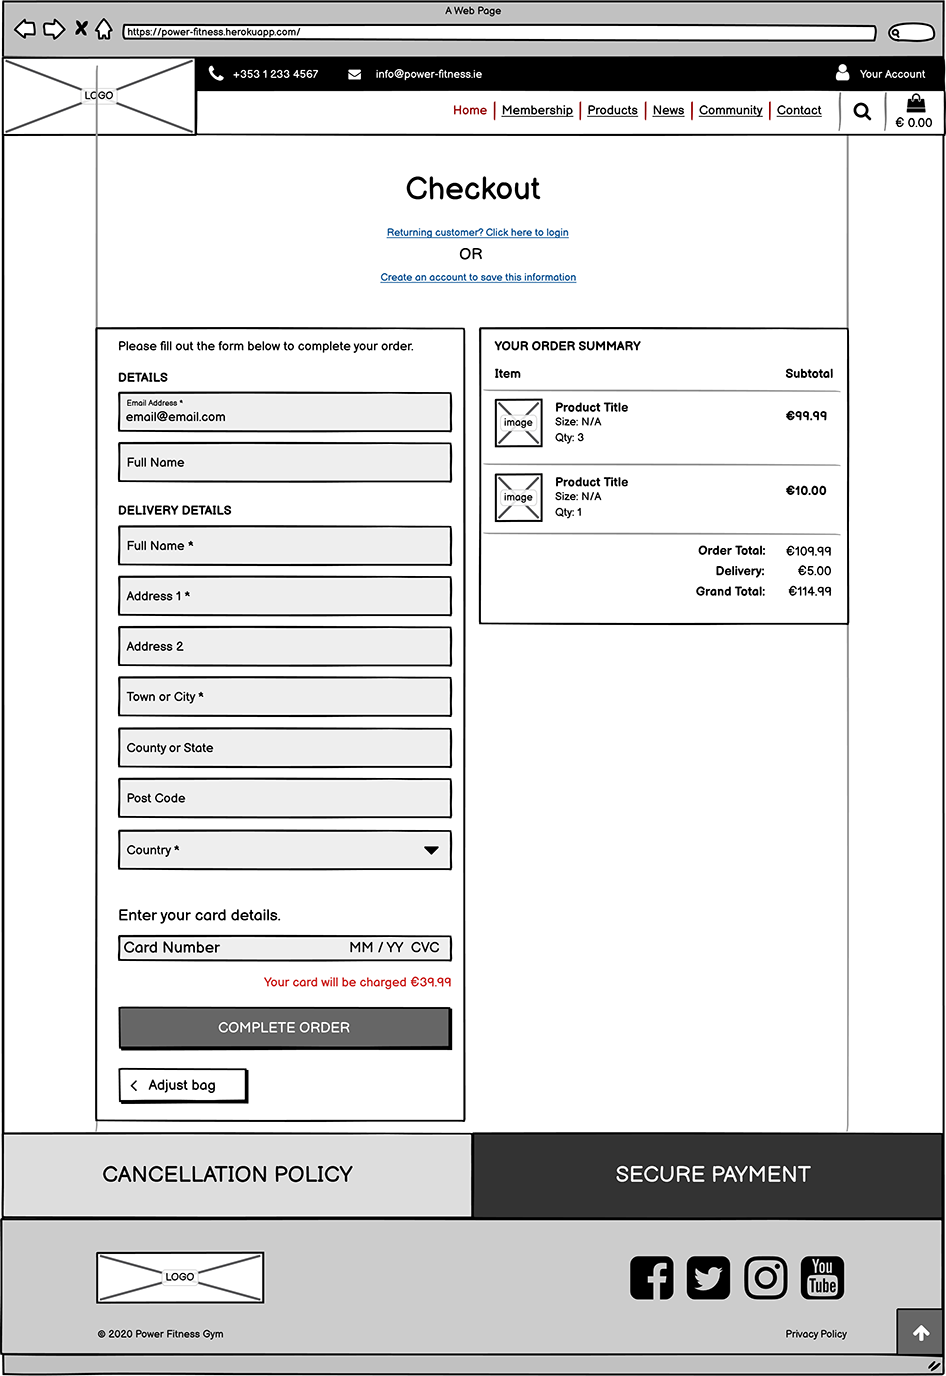 A Web Page
https://power-fitness.herokuapp.com/
LOGO
+353 1 233 4567
info@power-fitness.ie
Your Account
Home
Membership
Products
News
Community
Contact
€ 0.00
Checkout
Returning customer? Click here to login
OR
Create an account to save this information
Please fill out the form below to complete your order.
DETAILS
Email Address *
email@email.com
Full Name
DELIVERY DETAILS
Full Name *
Address 1 *
Address 2
Town or City *
County or State
Post Code
Country *
Enter your card details.
Card Number MM / YY CVC
Your card will be charged €39.99
COMPLETE ORDER
Adjust bag
YOUR ORDER SUMMARY
Item Subtotal
image
Product Title
Size: N/A
Qty: 3
€99.99
image
Product Title
Size: N/A
Qty: 1
€10.00
Order Total: €109.99
Delivery: €5.00
Grand Total: €114.99
CANCELLATION POLICY
SECURE PAYMENT
LOGO
You
Tube
© 2020 Power Fitness Gym
Privacy Policy